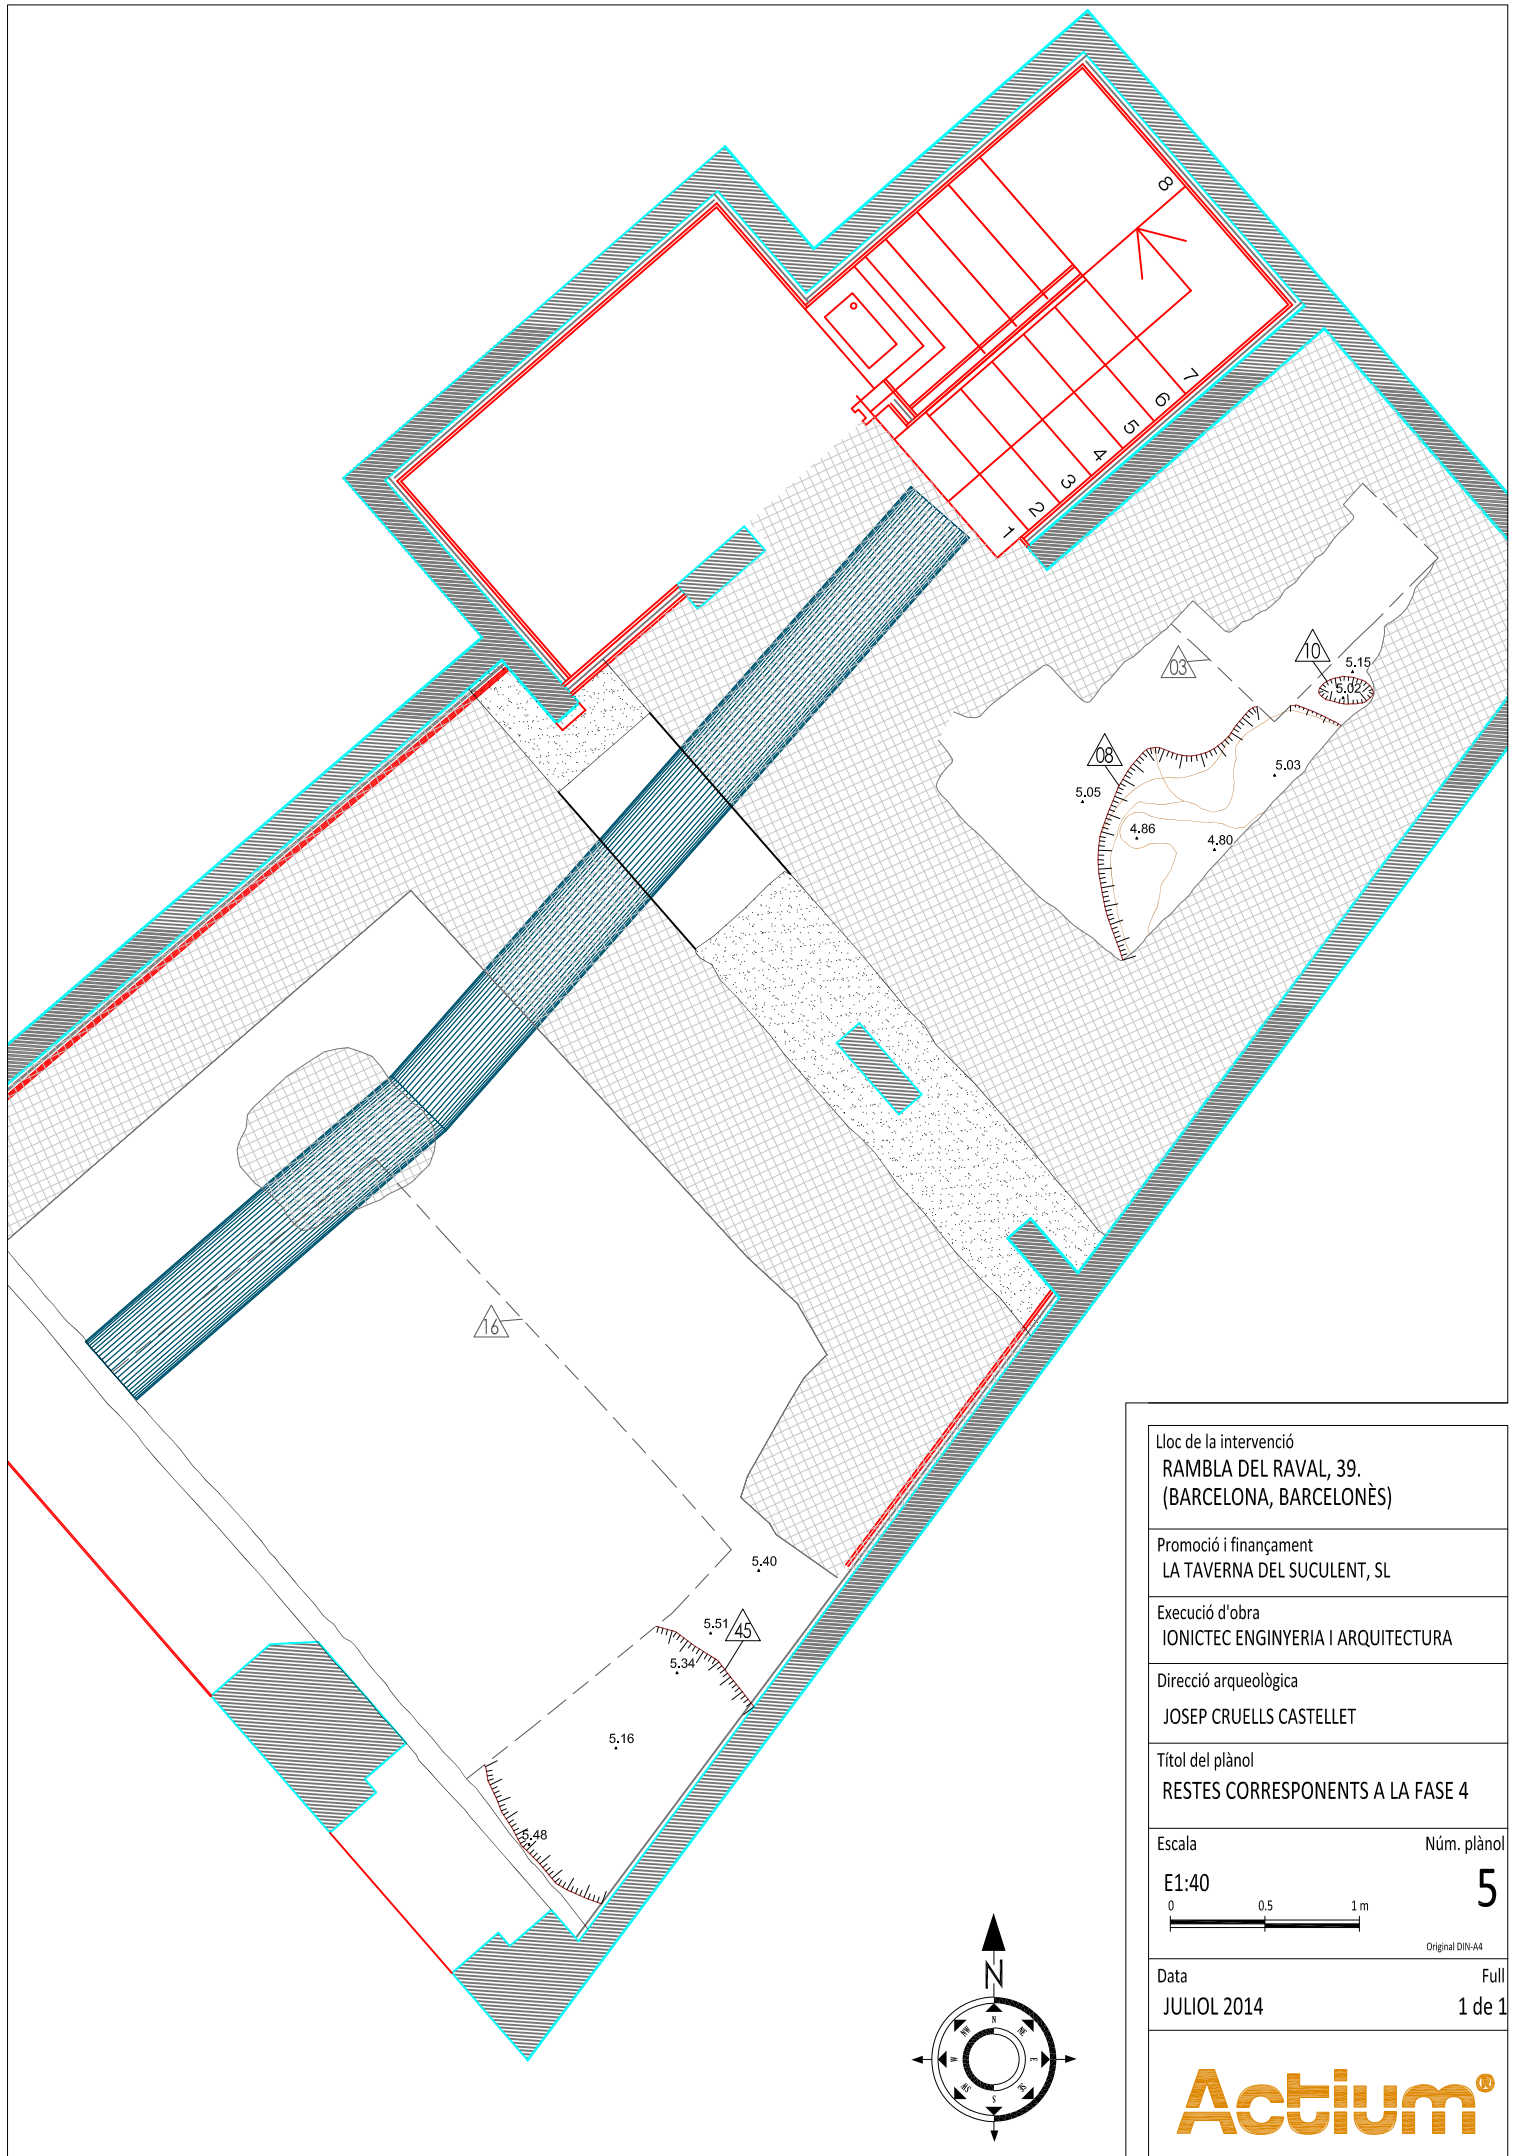 8
7
6
5
4
3
2
1
03
10
5.15
5.02
08
5.03
5.05
4.86
4.80
16
5.40
5.51
45
5.34
5.16
5.48
Lloc de la intervenció
RAMBLA DEL RAVAL, 39.
(BARCELONA, BARCELONÈS)
Promoció i finançament
LA TAVERNA DEL SUCULENT, SL
Execució d'obra
IONICTEC ENGINYERIA I ARQUITECTURA
Direcció arqueològica
JOSEP CRUELLS CASTELLET
Títol del plànol
RESTES CORRESPONENTS A LA FASE 4
Escala Núm. plànol
E1:40 5
0 0.5 1 m
Original DIN-A4
Data Full
JULIOL 2014 1 de 1
Actium®
N
N
NW NE
W E
SW SE
S